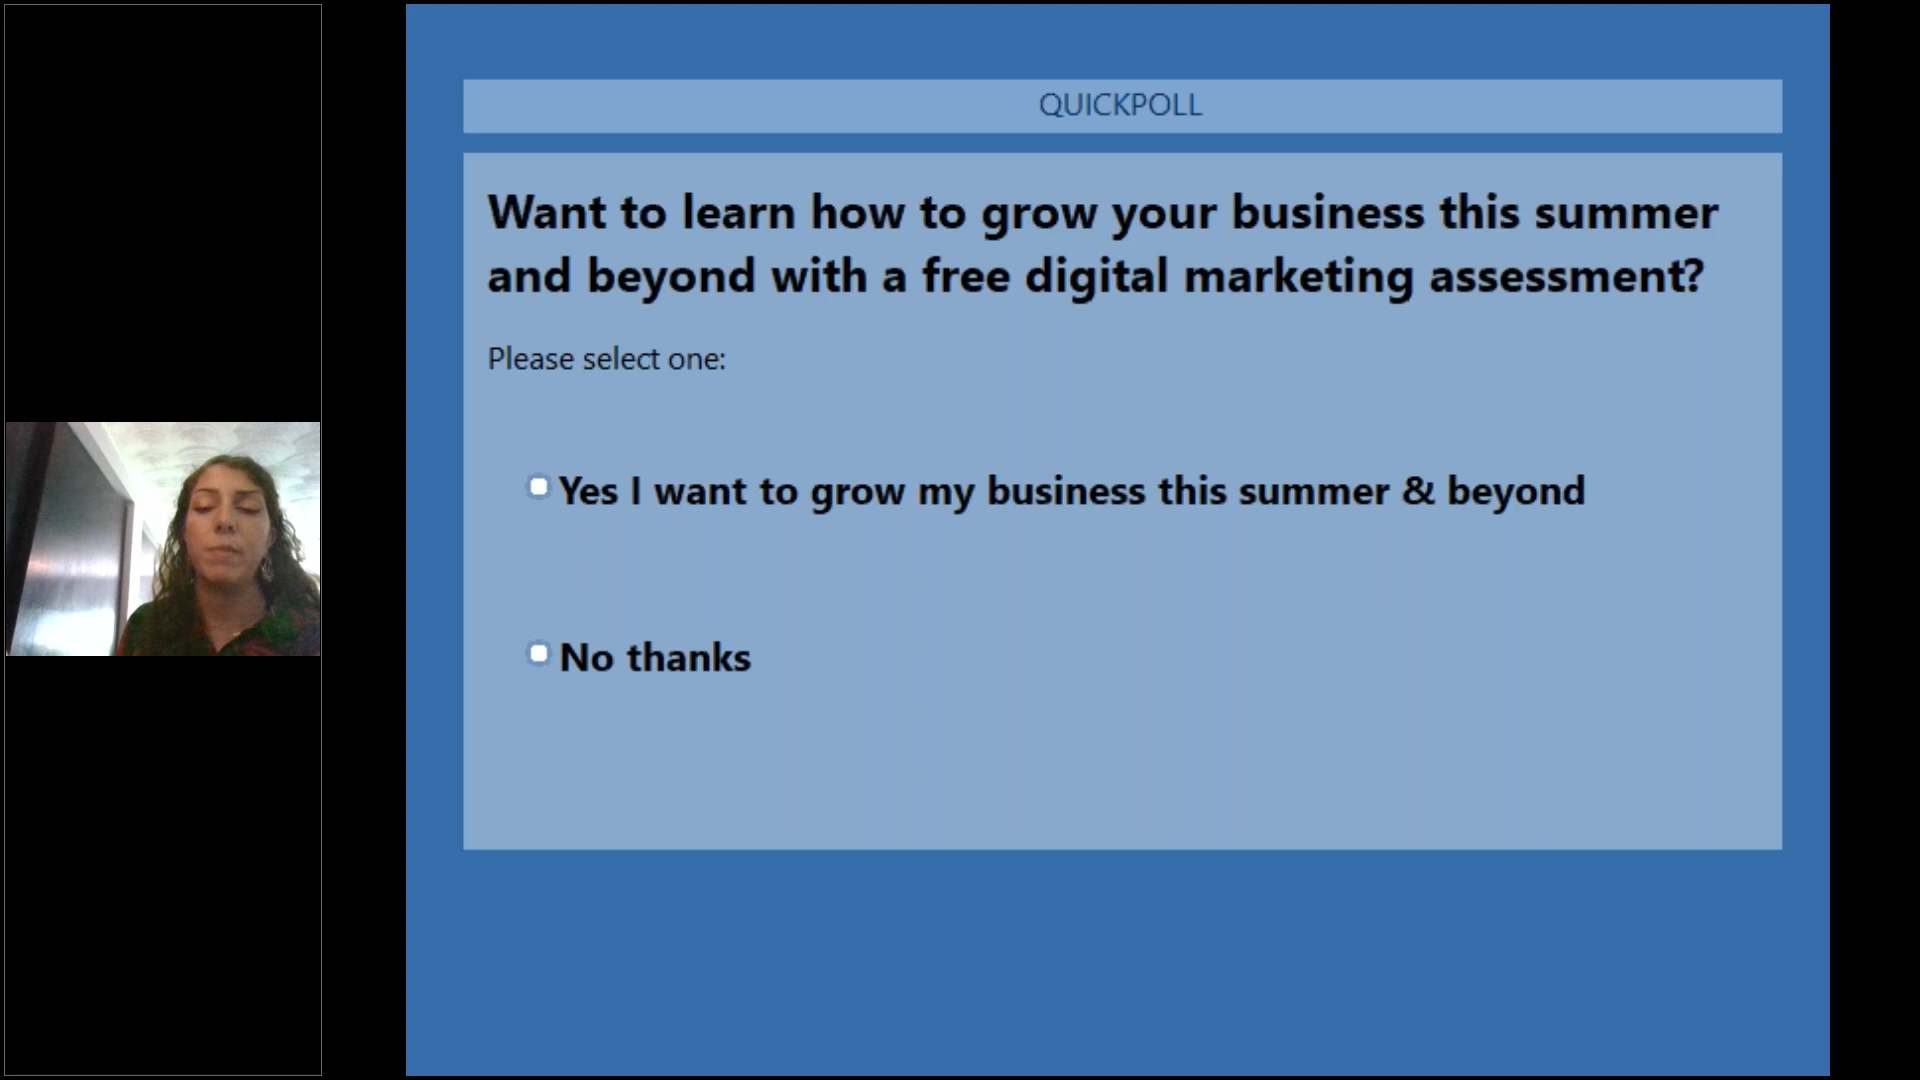 QUICKPOLL
Want to learn how to grow your business this summer
and beyond with a free digital marketing assessment?
Please select one:
Yes I want to grow my business this summer & beyond
No thanks